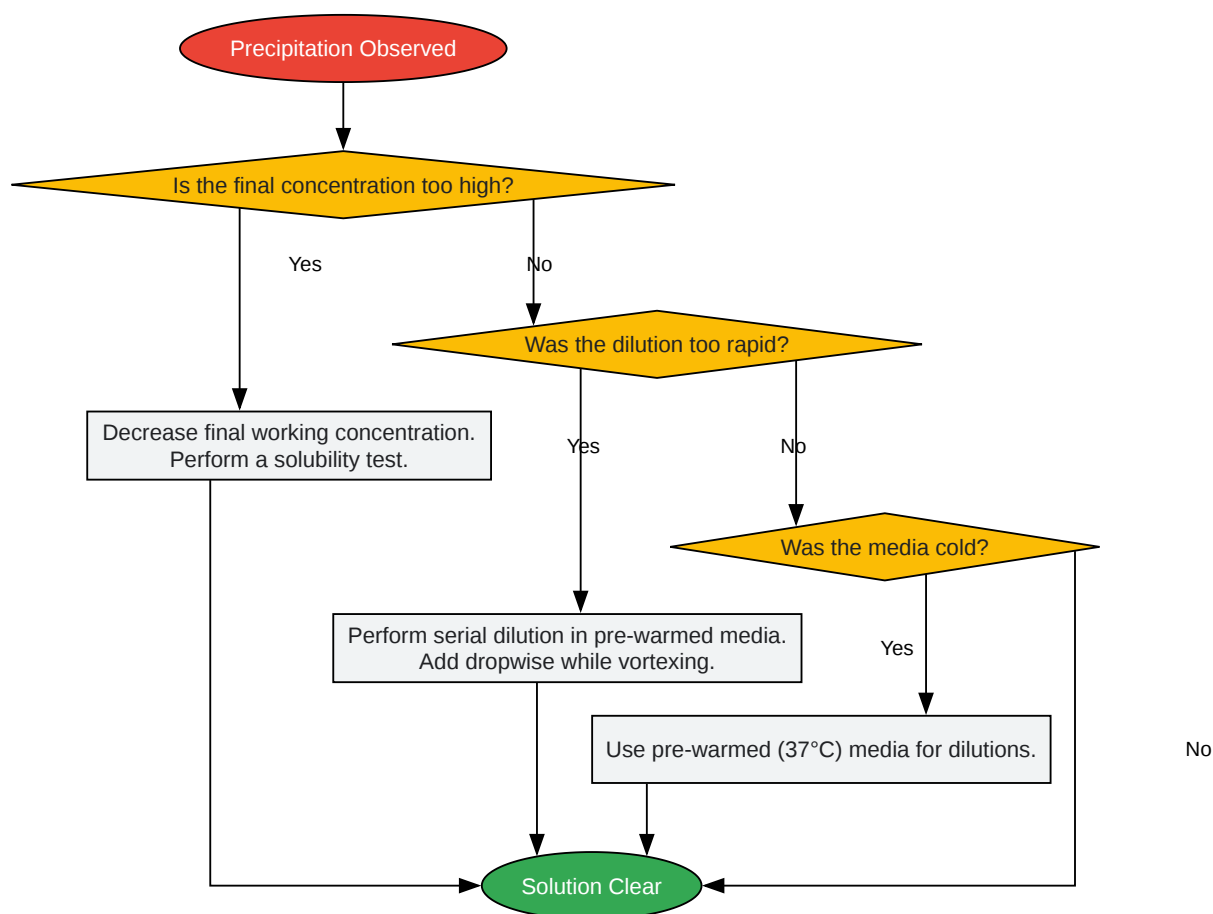 Precipitation Observed
Is the final concentration too high?
Yes
No
Was the dilution too rapid?
Decrease final working concentration.
Perform a solubility test.
Yes
No
Was the media cold?
Perform serial dilution in pre-warmed media.
Add dropwise while vortexing.
Yes
Use pre-warmed (37°C) media for dilutions.
No
Solution Clear